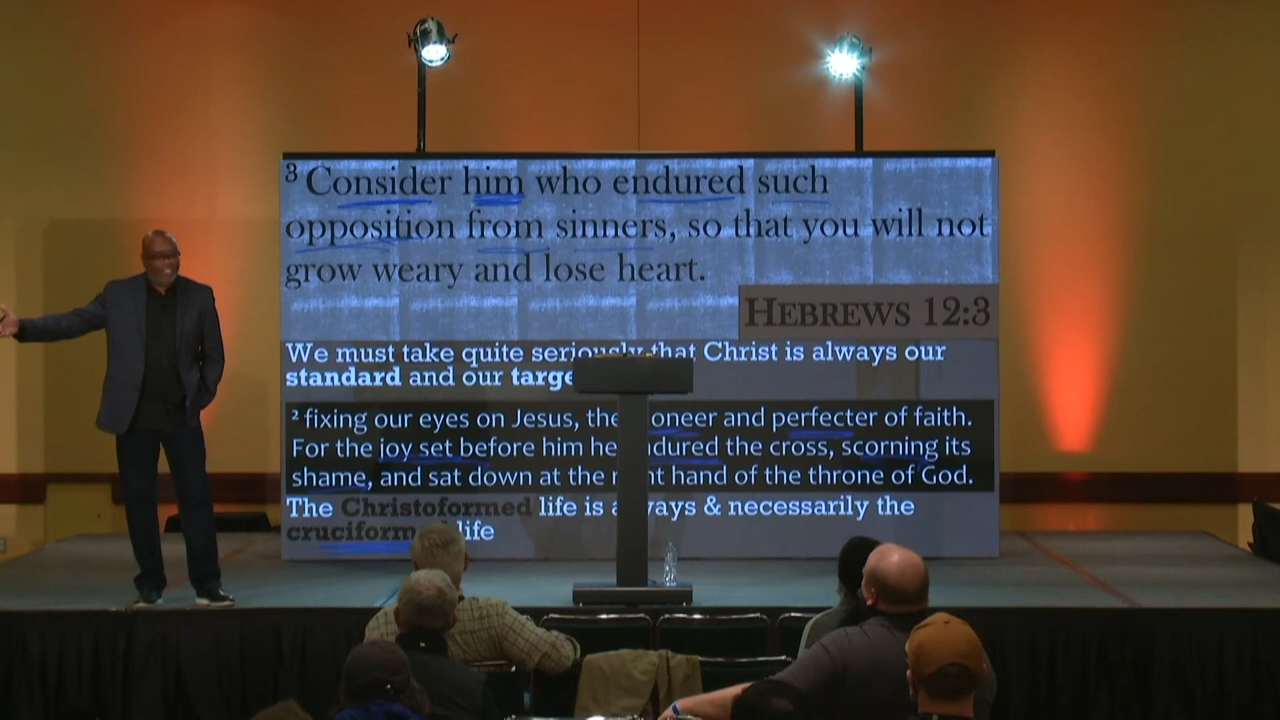 3 Consider him who endured such
opposition from sinners, so that you will not
grow weary and lose heart.
HEBREWS 12:3
We must take quite seriously that Christ is always our
standard and our
2 fixing our eyes on Jesus, the and perfecter of faith.
For the joy set before him he the cross, scorning its
shame, and sat down at the hand of the throne of God.
The Christoformed life is & necessarily the
life